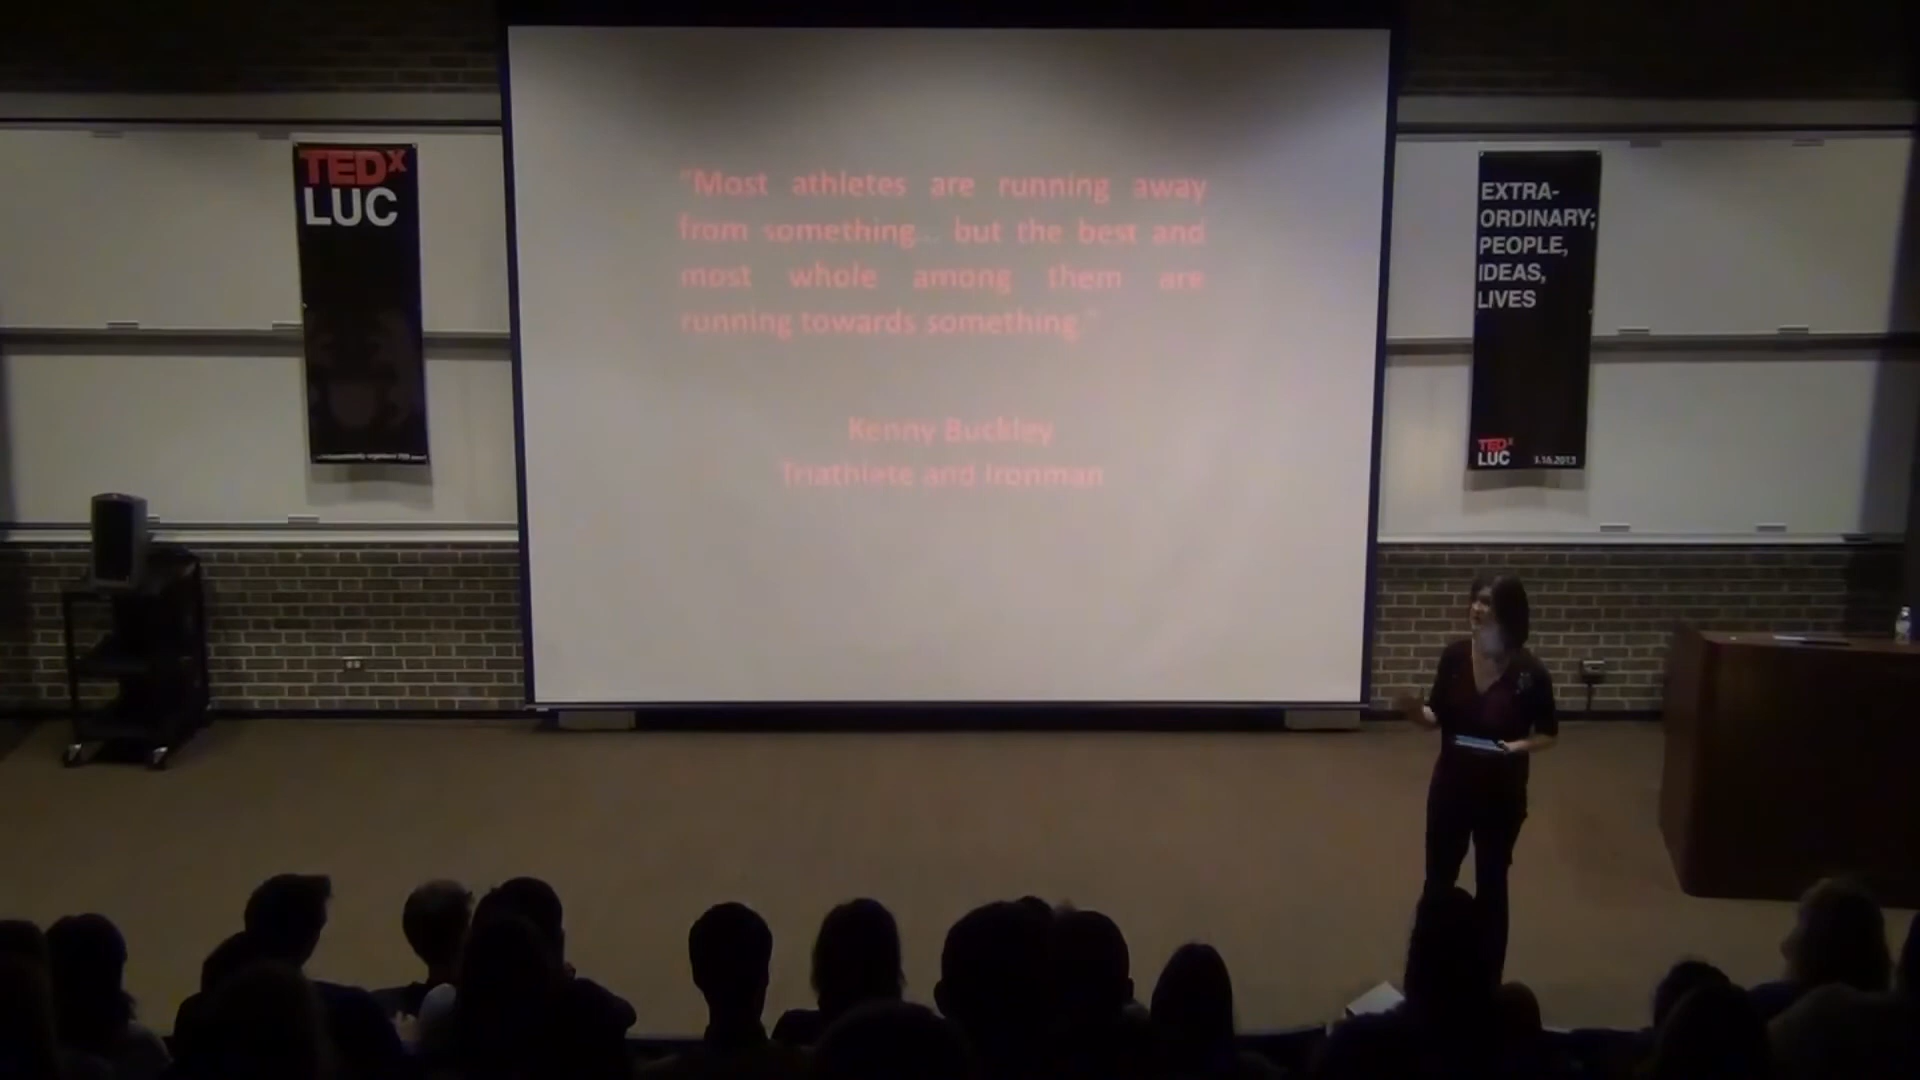 TEDx
LUC
"Most athletes are running away
from something... but the best and
most whole among them are
running towards something."
Kenny Buckley
Triathlete and Ironman
EXTRA-
ORDINARY;
PEOPLE,
IDEAS,
LIVES
TEDx
LUC